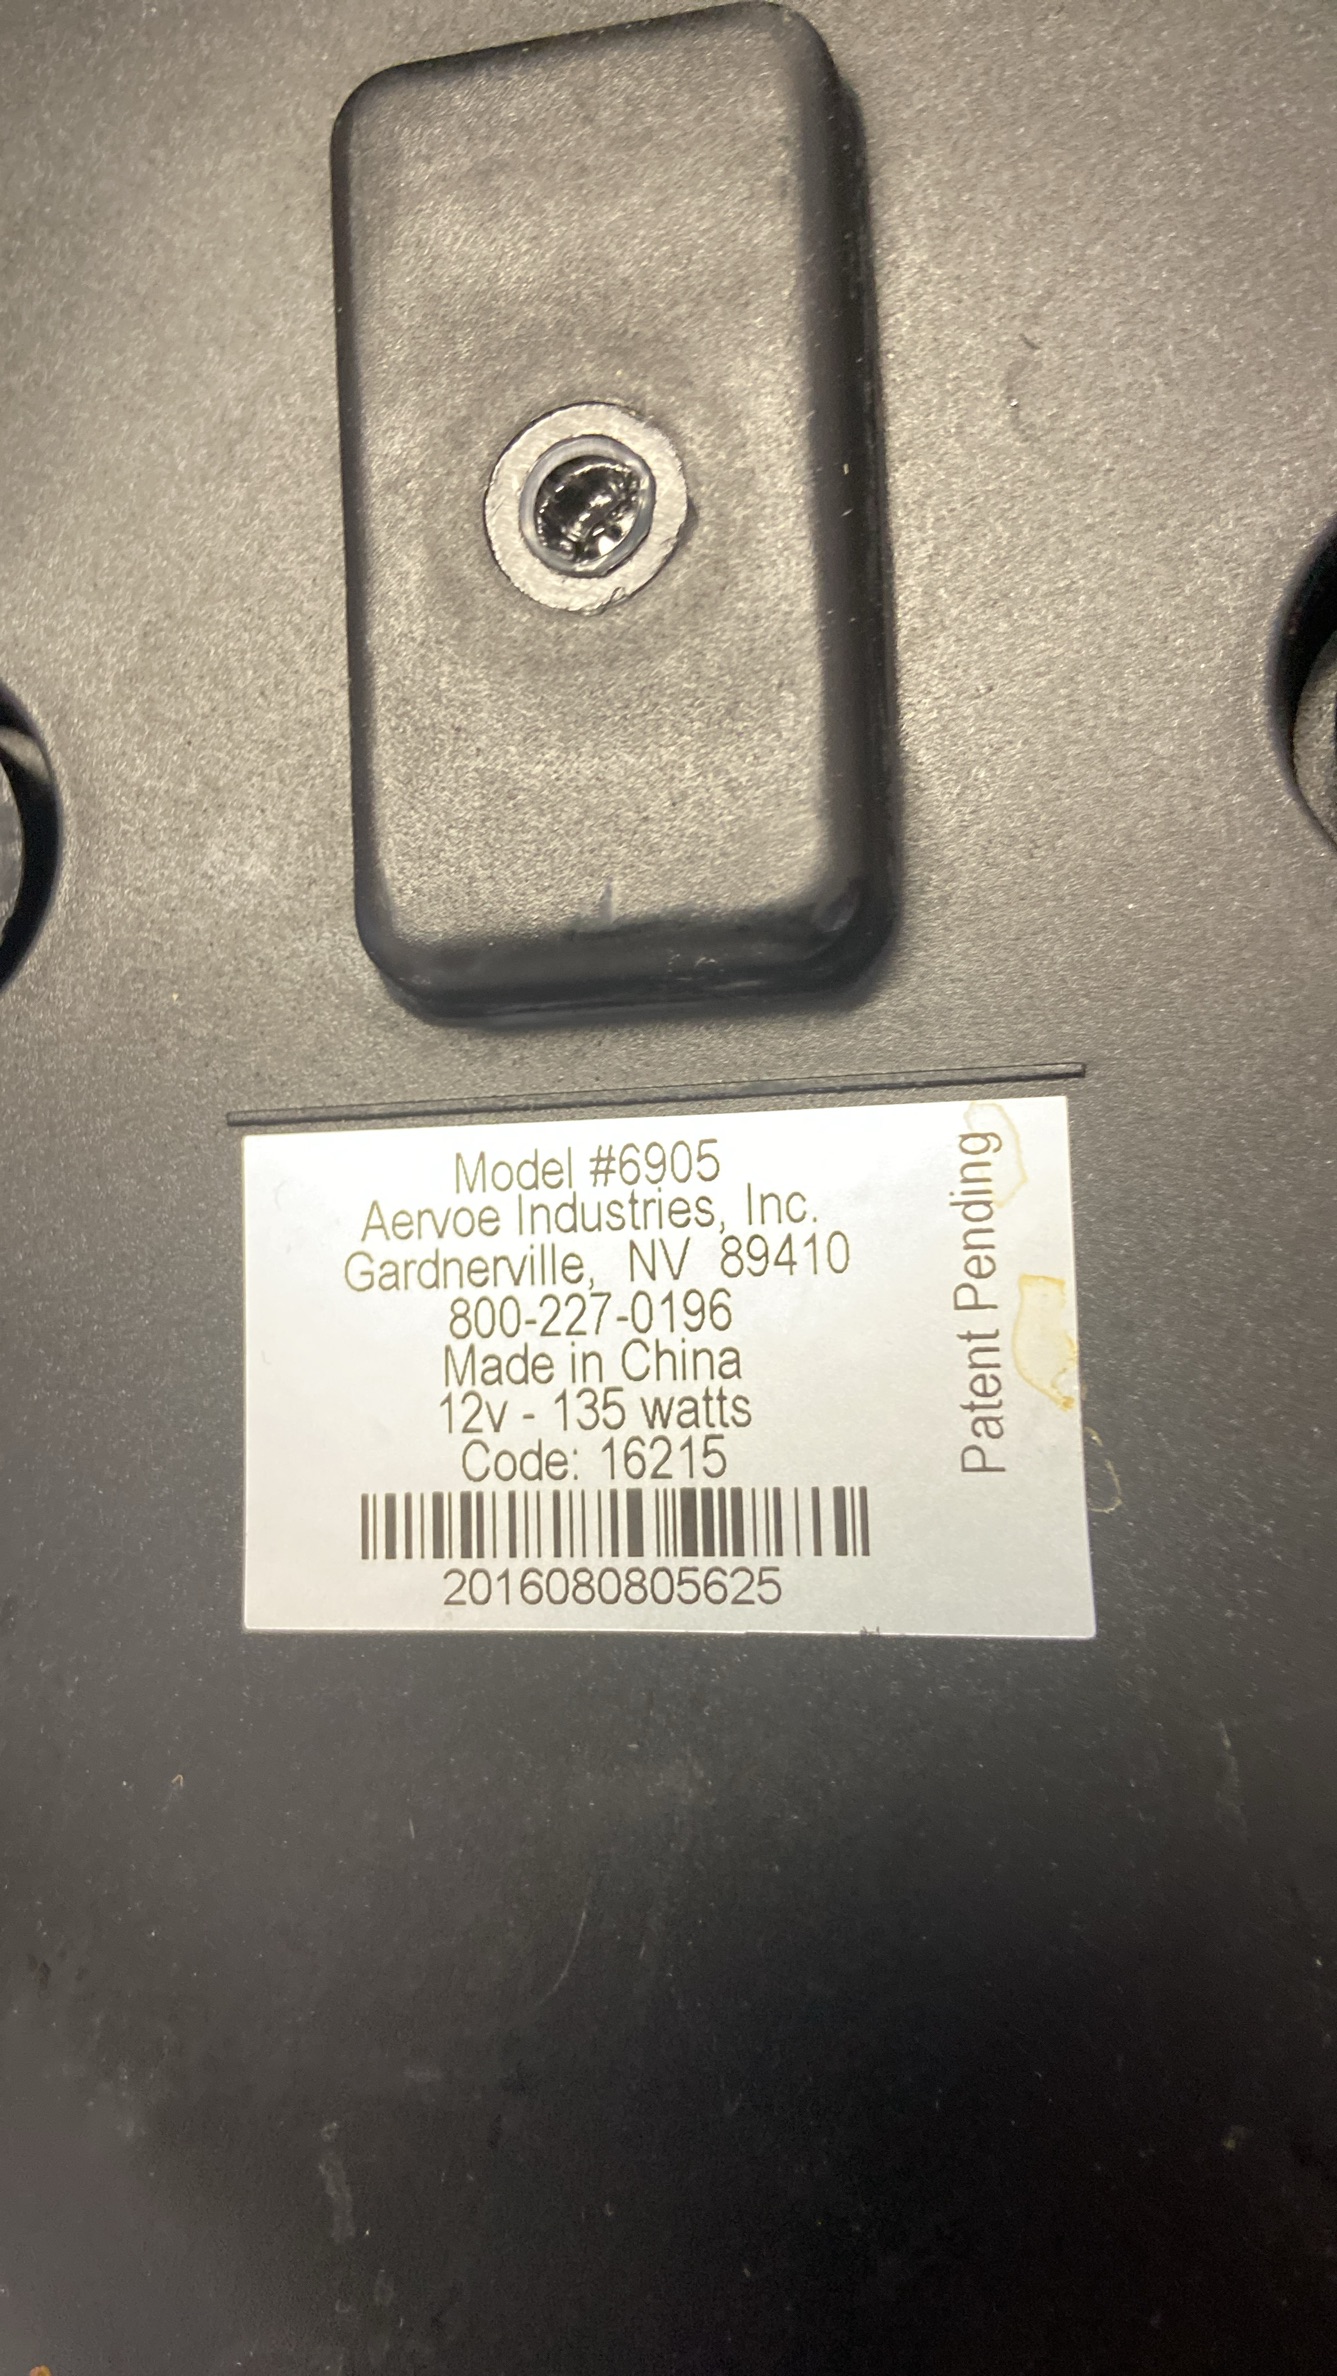 Model #6905
Aervoe Industries, Inc.
Gardnerville, NV 89410
800-227-0196
Made in China
12v - 135 watts
Code: 16215
2016080805625
Patent Pending